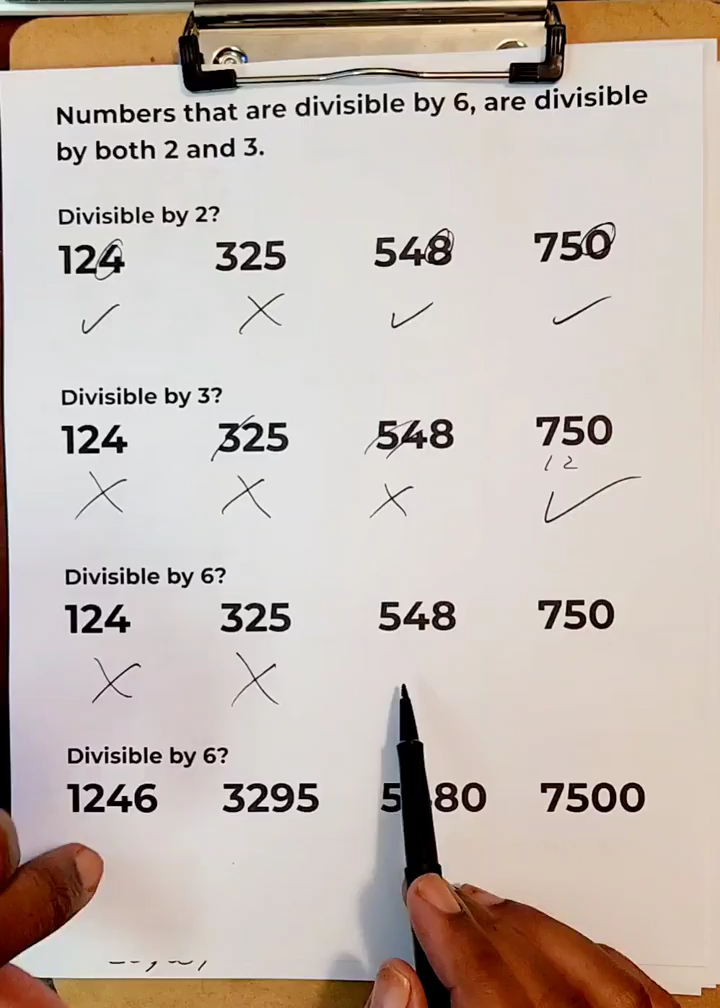 Numbers that are divisible by 6, are divisible
by both 2 and 3.
Divisible by 2?
124 325 548 750
Divisible by 3?
124 325 548 750
12
Divisible by 6?
124 325 548 750
Divisible by 6?
1246 3295 7500